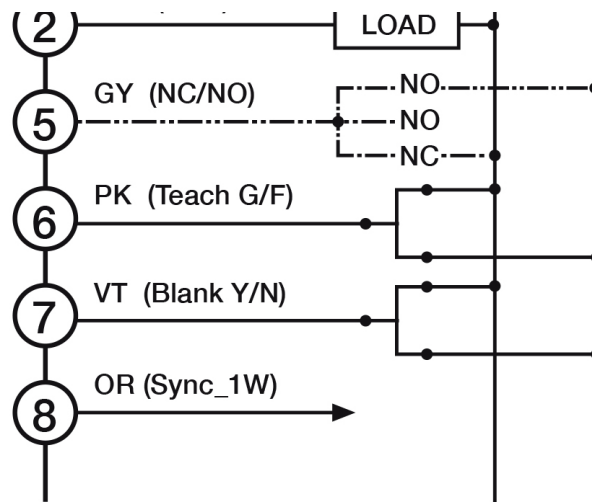 2
LOAD
GY (NC/NO)
NO
5
NO
NC
PK (Teach G/F)
6
VT (Blank Y/N)
7
OR (Sync_1W)
8